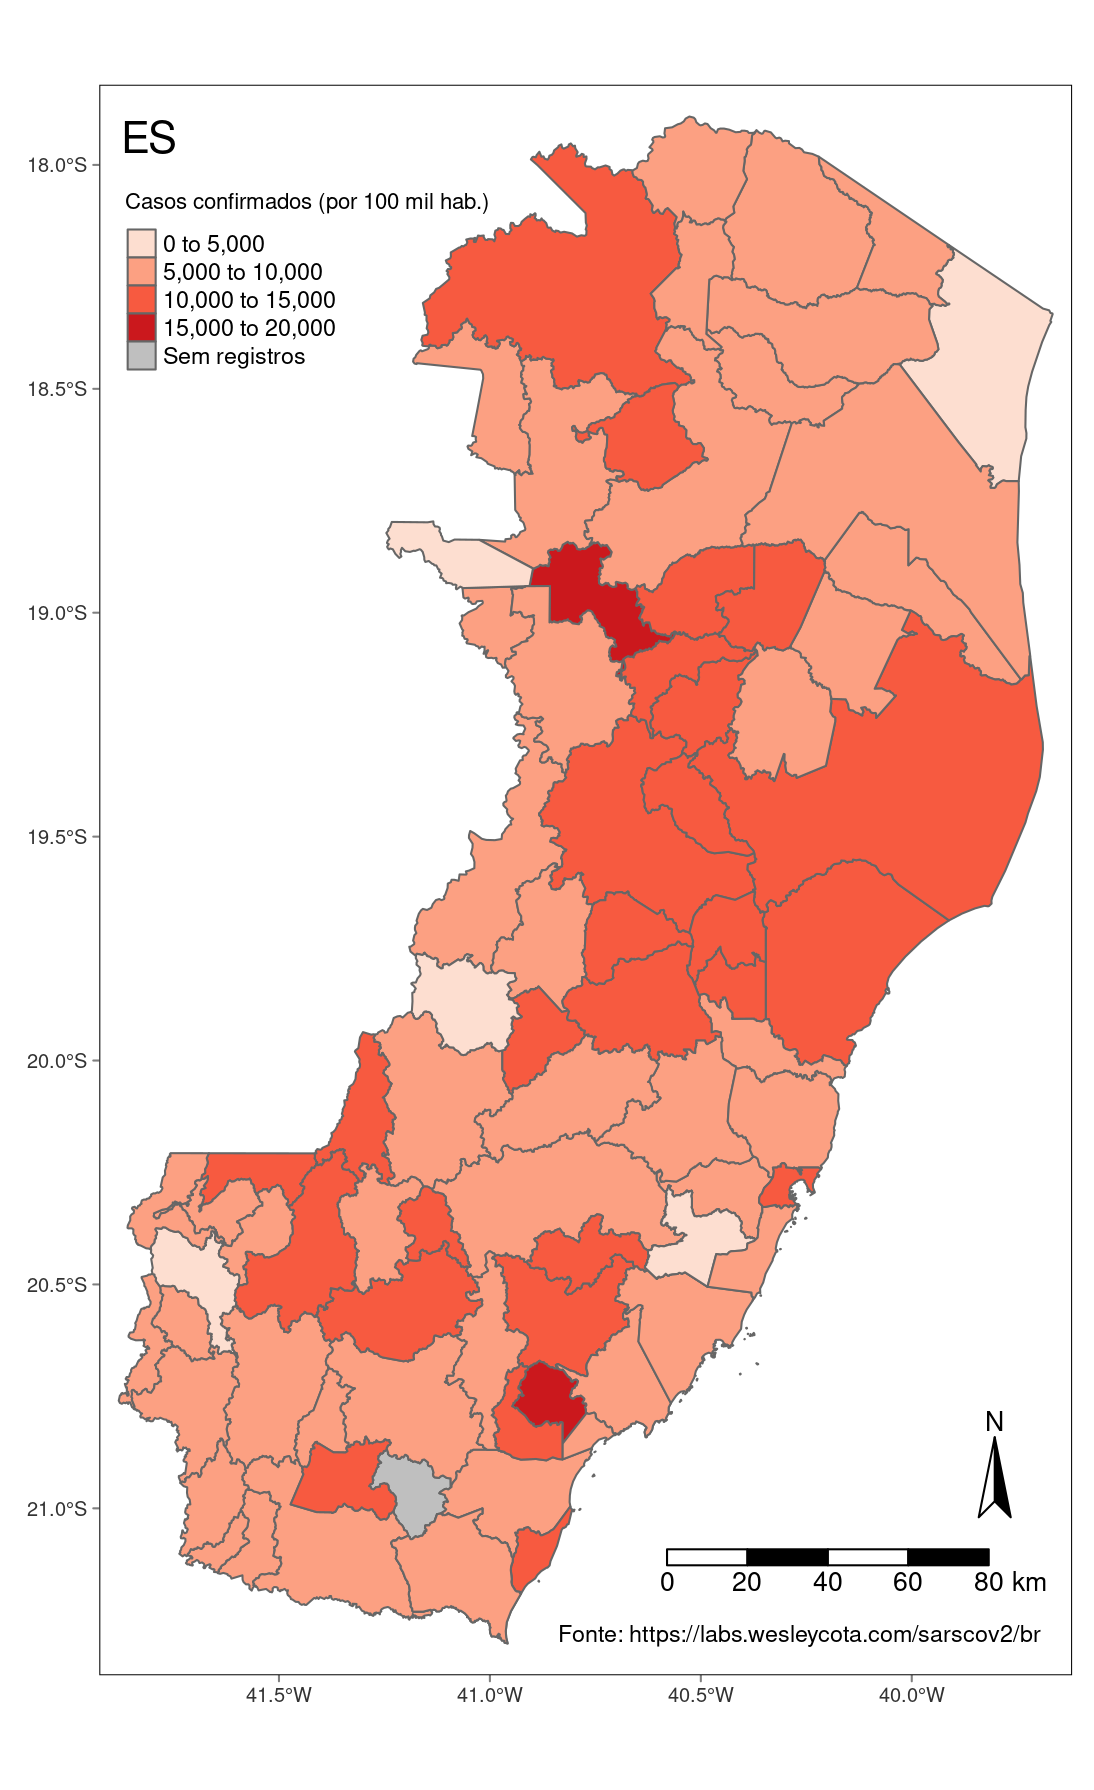 ES
Casos confirmados (por 100 mil hab.)
0 to 5,000
5,000 to 10,000
10,000 to 15,000
15,000 to 20,000
Sem registros
18.0°S
18.5°S
19.0°S
19.5°S
20.0°S
20.5°S
21.0°S
N
0 20 40 60 80 km
Fonte: https://labs.wesleycota.com/sarscov2/br
41.5°W 41.0°W 40.5°W 40.0°W